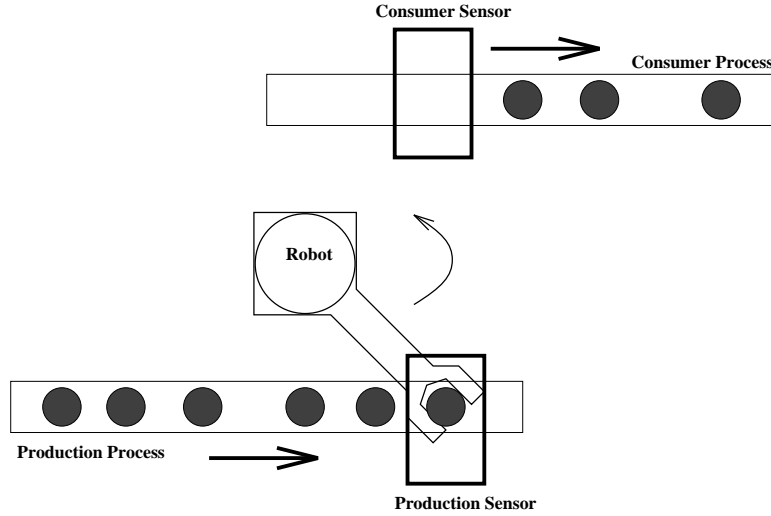 Consumer Sensor
Consumer Process
Robot
Production Process
Production Sensor